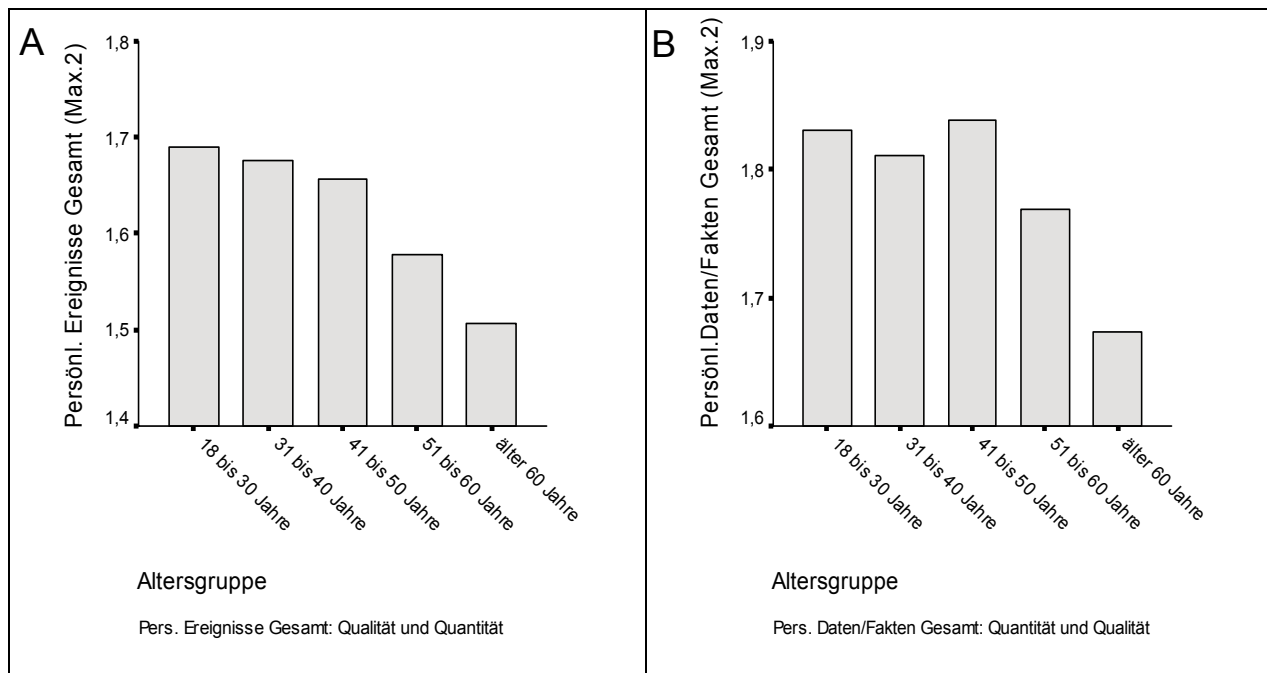 A
Persönl. Ereignisse Gesamt (Max.2)
1,8
1,7
1,6
1,5
1,4
18 bis 30 Jahre
31 bis 40 Jahre
41 bis 50 Jahre
51 bis 60 Jahre
älter 60 Jahre
Altersgruppe
Pers. Ereignisse Gesamt: Qualität und Quantität
B
Persönl.Daten/Fakten Gesamt (Max.2)
1,9
1,8
1,7
1,6
18 bis 30 Jahre
31 bis 40 Jahre
41 bis 50 Jahre
51 bis 60 Jahre
älter 60 Jahre
Altersgruppe
Pers. Daten/Fakten Gesamt: Quantität und Qualität